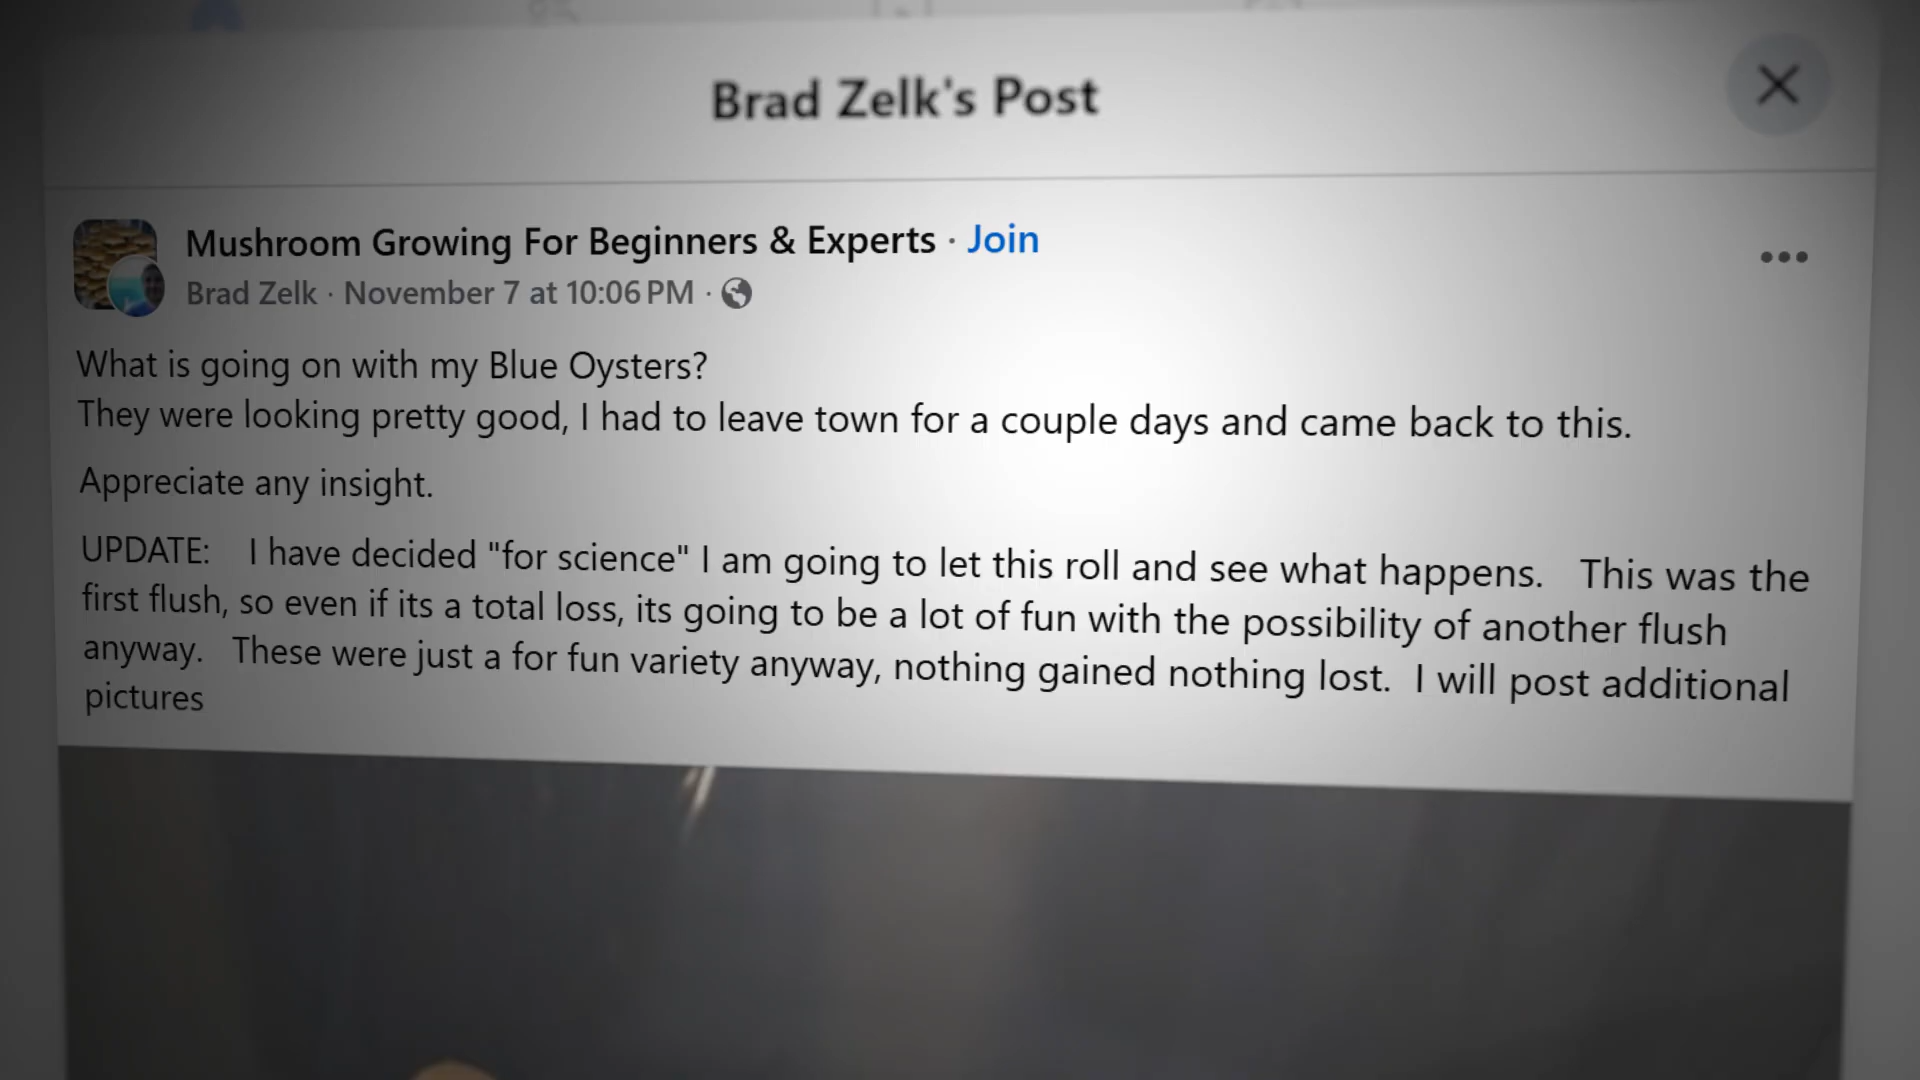 Brad Zelk's Post
Mushroom Growing For Beginners & Experts · Join
Brad Zelk · November 7 at 10:06 PM ·
What is going on with my Blue Oysters?
They were looking pretty good, I had to leave town for a couple days and came back to this.
Appreciate any insight.
UPDATE: I have decided "for science" I am going to let this roll and see what happens. This was the
first flush, so even if its a total loss, its going to be a lot of fun with the possibility of another flush
anyway. These were just a for fun variety anyway, nothing gained nothing lost. I will post additional
pictures